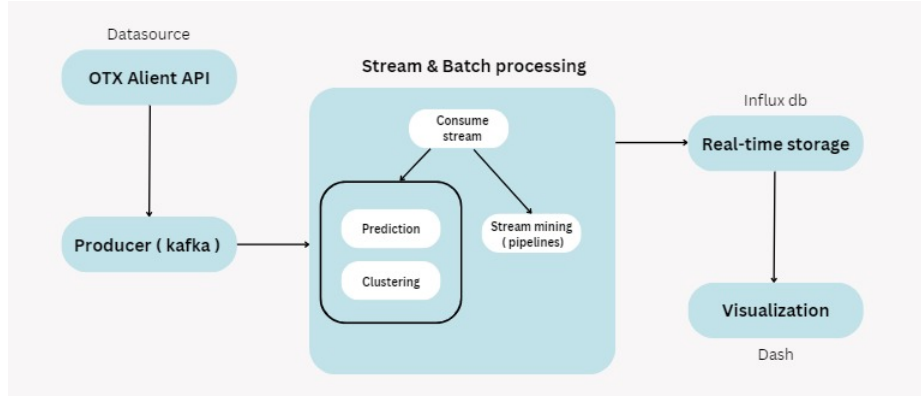 Datasource
OTX Alient API
Producer ( kafka )
Stream & Batch processing
Consume
stream
Prediction
Clustering
Stream mining
( pipelines)
Influx db
Real-time storage
Visualization
Dash